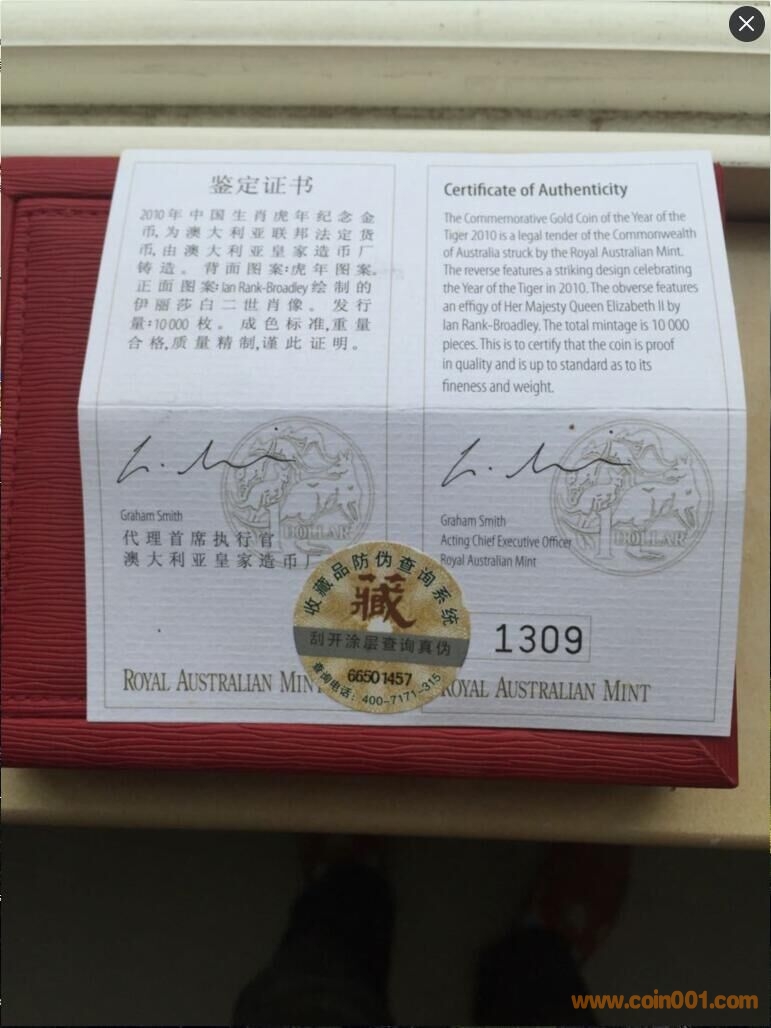 鉴定证书
2010年中国生肖虎年纪念金
币,为澳大利亚联邦法定货
币,由澳大利亚皇家造币厂
铸造。背面图案:虎年图案。
正面图案:Ian Rank-Broadley绘制的
伊丽莎白二世肖像。发行
量:10 000 枚。成色标准,重量
合格,质量精制,谨此证明。
Graham Smith
代理首席执行官
澳大利亚皇家造币厂
ROYAL AUSTRALIAN MINT
Certificate of Authenticity
The Commemorative Gold Coin of the Year of the
Tiger 2010 is a legal tender of the Commonwealth
of Australia struck by the Royal Australian Mint.
The reverse features a striking design celebrating
the Year of the Tiger in 2010. The obverse features
an effigy of Her Majesty Queen Elizabeth II by
Ian Rank-Broadley. The total mintage is 10 000
pieces. This is to certify that the coin is proof
in quality and is up to standard as to its
fineness and weight.
Graham Smith
Acting Chief Executive Officer
Royal Australian Mint
1309
ROYAL AUSTRALIAN MINT
1 DOLLAR
1 DOLLAR
收藏品防伪查询系统
藏
刮开涂层查询真伪
66501457
查询电话：400-7171-315
www.coin001.com